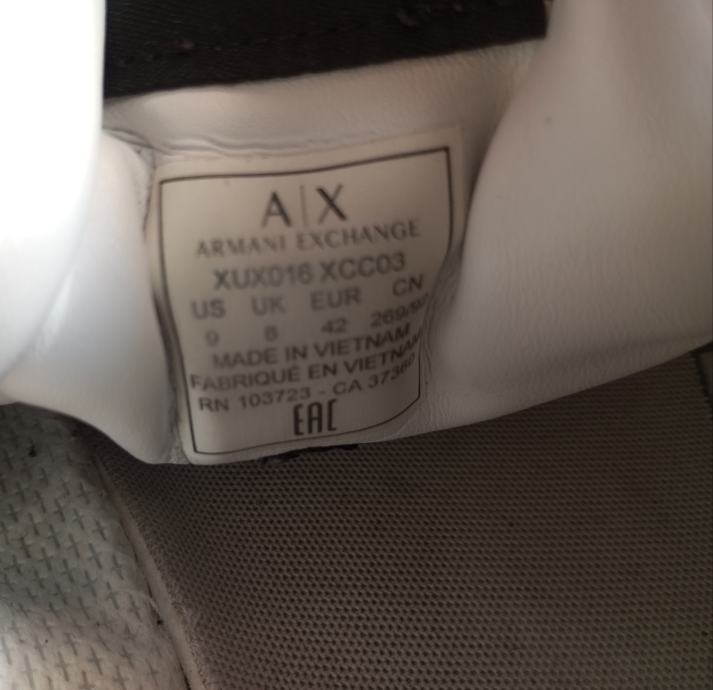 A|X
ARMANI EXCHANGE
XUX016 XCC03
US UK EUR CN
9 8 42
MADE IN VIETNAM
FABRIQUÉ EN VIETNAM
RN 103723 - CA 37380
EAC